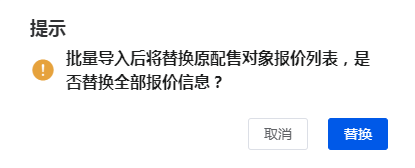 提示
批量导入后将替换原配售对象报价列表，是
否替换全部报价信息？
取消
替换